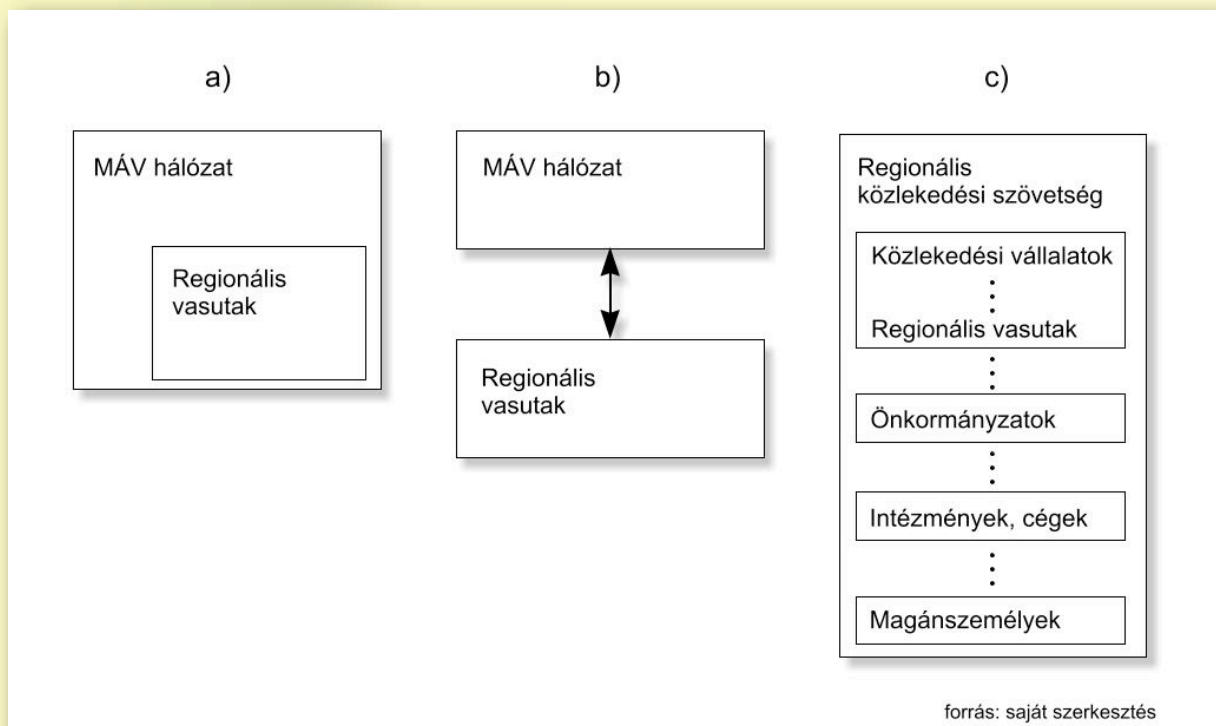 a)
MÁV hálózat
Regionális
vasutak
b)
MÁV hálózat
Regionális
vasutak
c)
Regionális
közlekedési szövetség
Közlekedési vállalatok
Regionális vasutak
Önkormányzatok
Intézmények, cégek
Magánszemélyek
forrás: saját szerkesztés